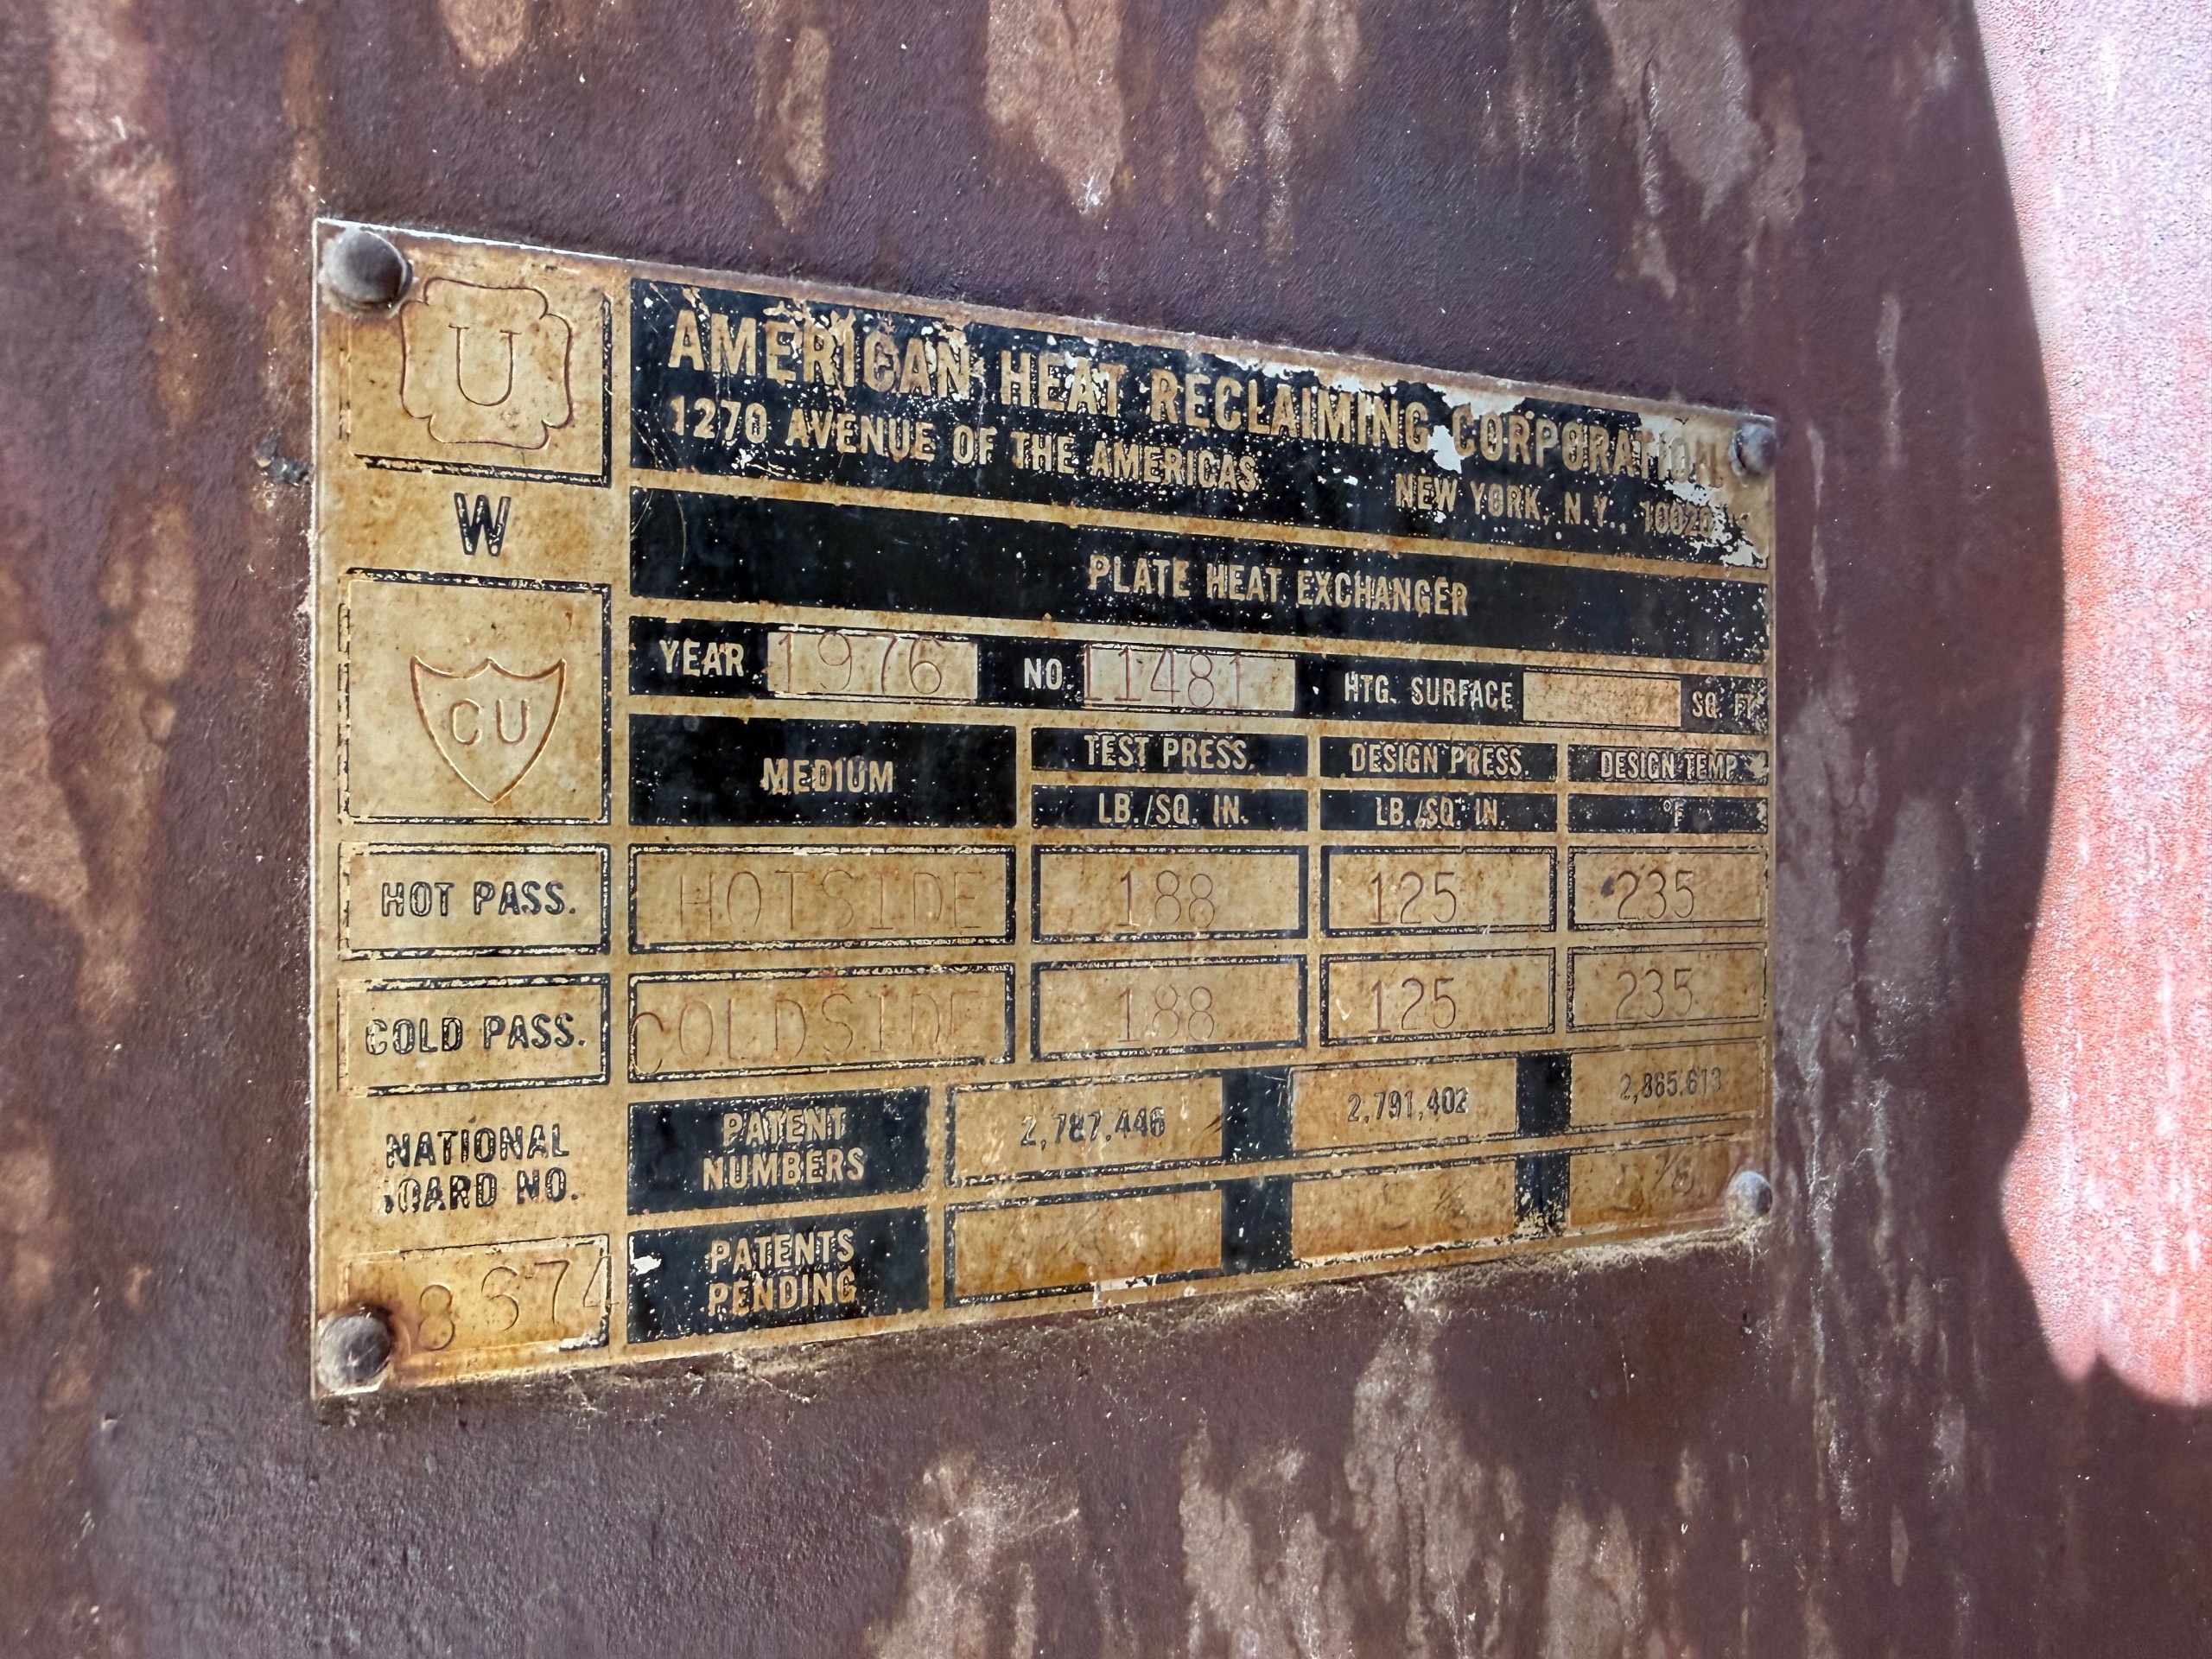 U
AMERICAN HEAT RECLAIMING CORPORATION
1270 AVENUE OF THE AMERICAS NEW YORK, N.Y., 10020
W
PLATE HEAT EXCHANGER
CU
YEAR 1976 NO. 11481 HTG. SURFACE SQ. FT.
MEDIUM TEST PRESS. DESIGN PRESS. DESIGN TEMP.
LB./SQ. IN. LB./SQ. IN. °F
HOT PASS. HOTSIDE 188 125 235
COLD PASS. COLDSIDE 188 125 235
NATIONAL
BOARD NO.
8674
PATENT
NUMBERS
2,787,446 2,791,402 2,865,613
PATENTS
PENDING